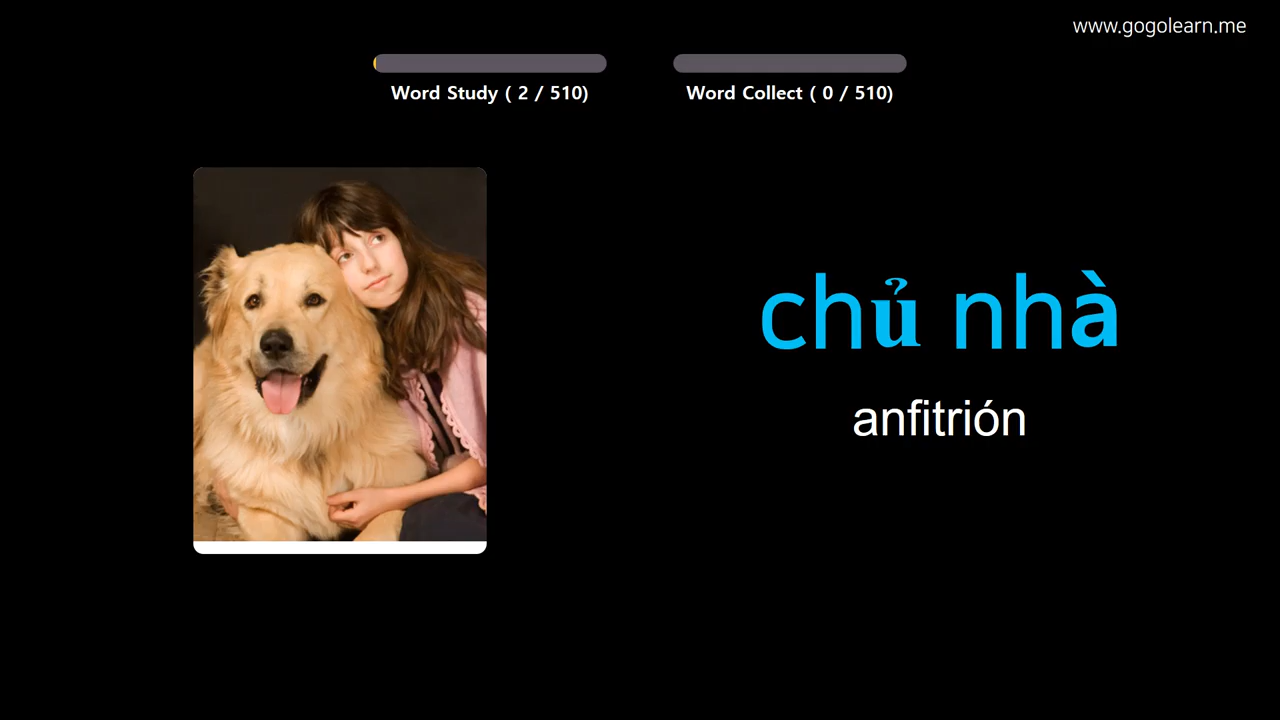 www.gogolearn.me
Word Study ( 2 / 510)
Word Collect ( 0 / 510)
chủ nhà
anfitrión